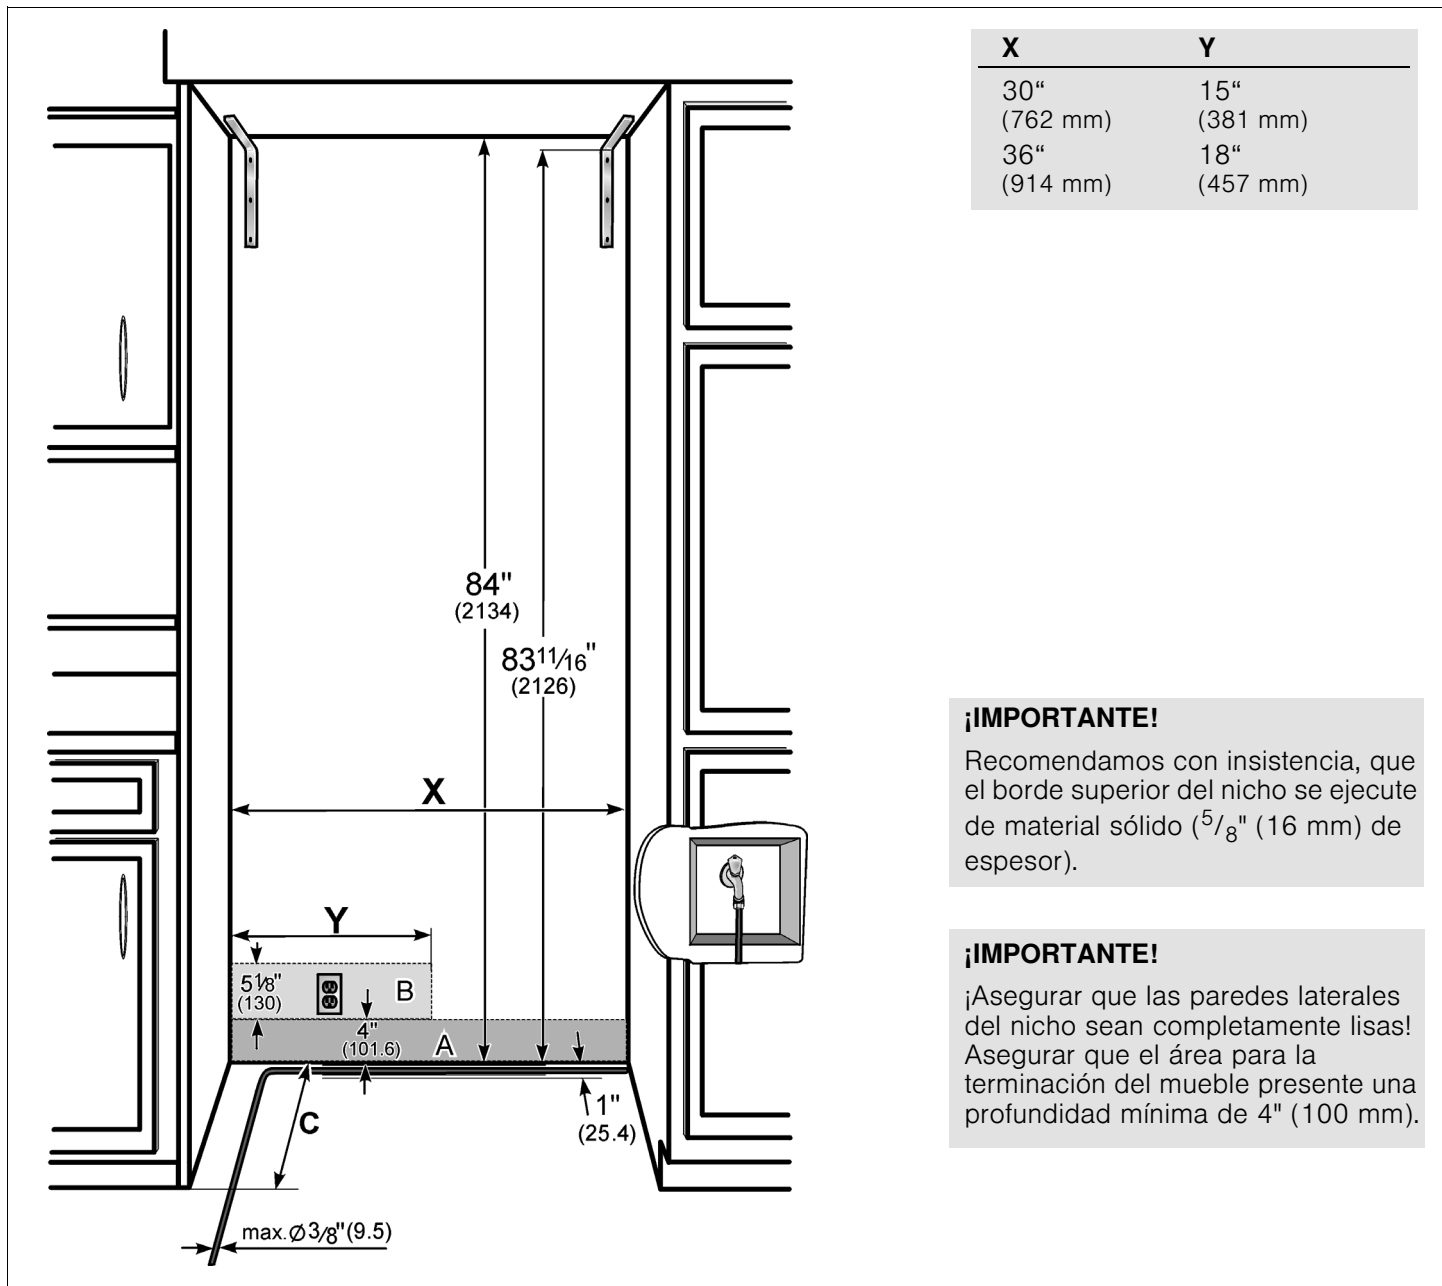 X Y
30“ 15“
(762 mm) (381 mm)
36“ 18“
(914 mm) (457 mm)
84"
(2134)
83 11/16"
(2126)
X
Y
5 1/8"
(130)
B
4"
(101.6)
A
C
1"
(25.4)
max.Ø3/8"(9.5)
¡IMPORTANTE!
Recomendamos con insistencia, que
el borde superior del nicho se ejecute
de material sólido (5/8" (16 mm) de
espesor).
¡IMPORTANTE!
¡Asegurar que las paredes laterales
del nicho sean completamente lisas!
Asegurar que el área para la
terminación del mueble presente una
profundidad mínima de 4" (100 mm).